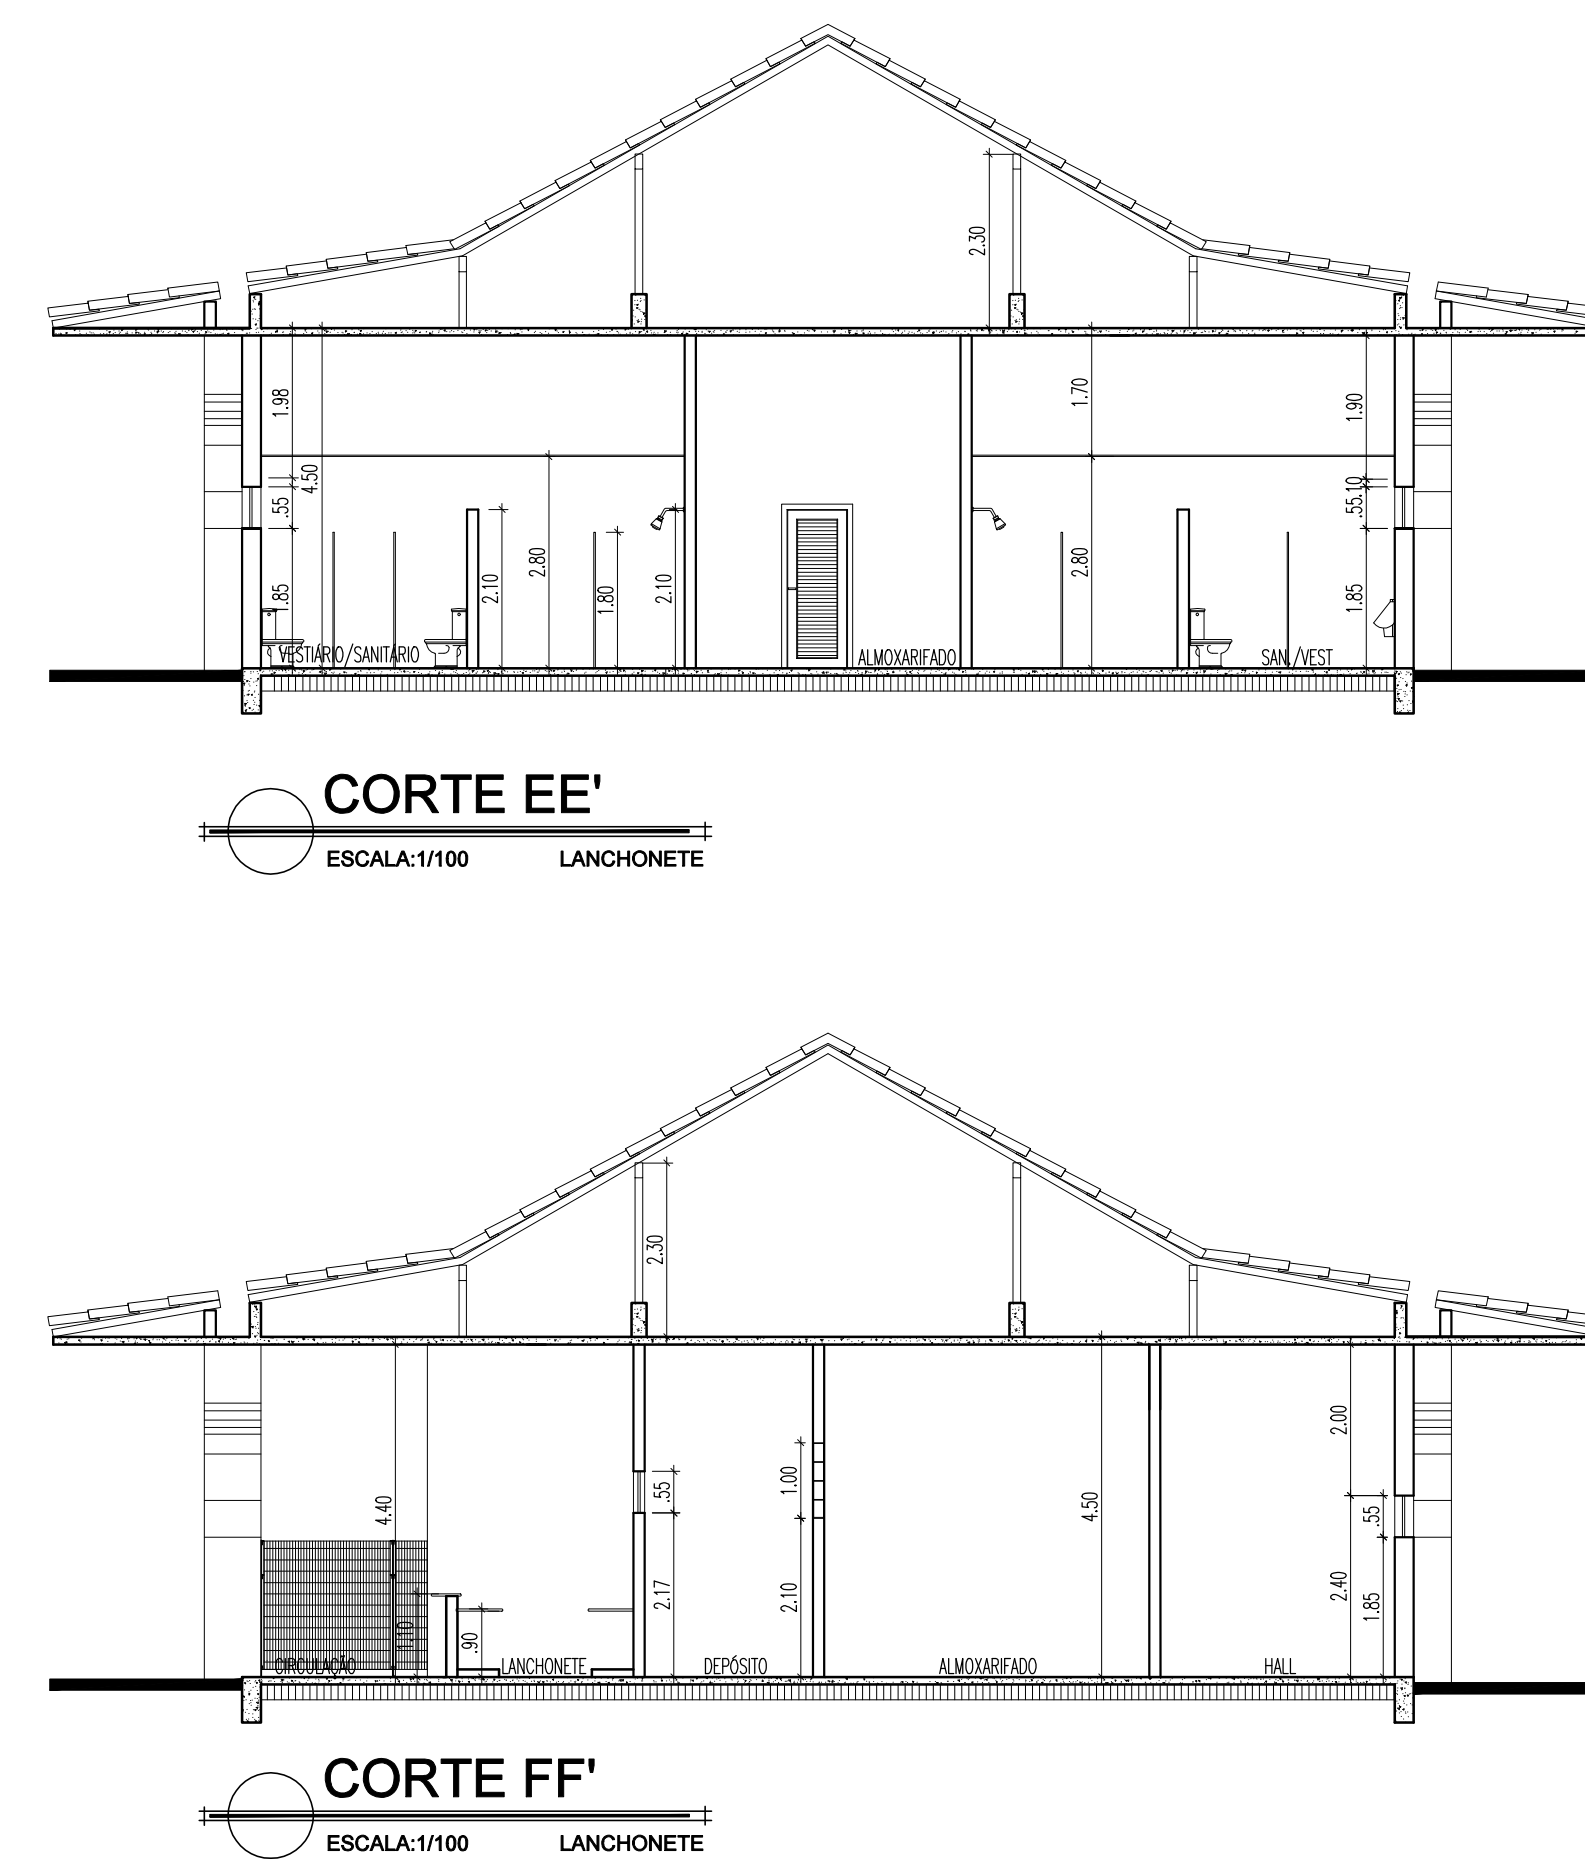 2.30
1.98
4.50
.55
1.85
2.10
2.80
1.80
2.10
1.70
2.80
1.90
.10
.55
1.85
VESTIÁRIO/SANITÁRIO
ALMOXARIFADO
SAN./VEST
CORTE EE'
ESCALA:1/100 LANCHONETE
2.30
4.40
1.10
.90
.55
2.17
1.00
2.10
4.50
2.00
.55
2.40
1.85
CIRCULAÇÃO
LANCHONETE
DEPÓSITO
ALMOXARIFADO
HALL
CORTE FF'
ESCALA:1/100 LANCHONETE